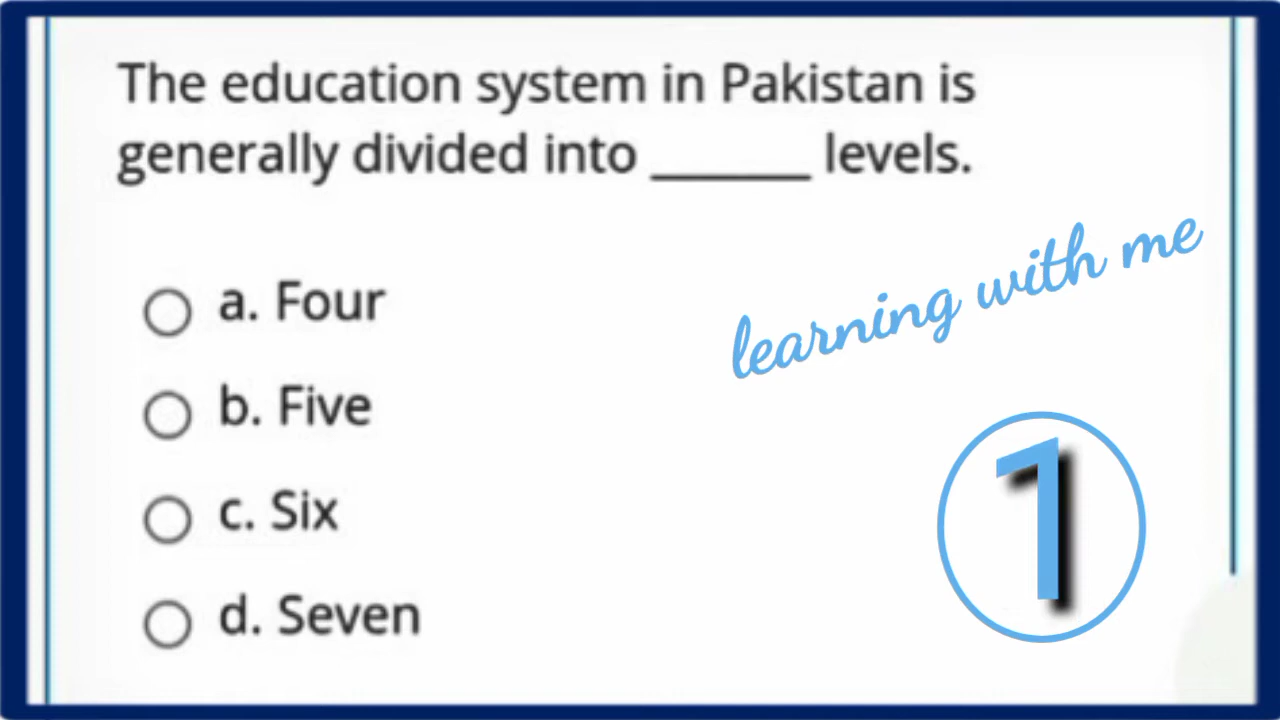 The education system in Pakistan is
generally divided into _______ levels.
a. Four
b. Five
c. Six
d. Seven
learning with me
1